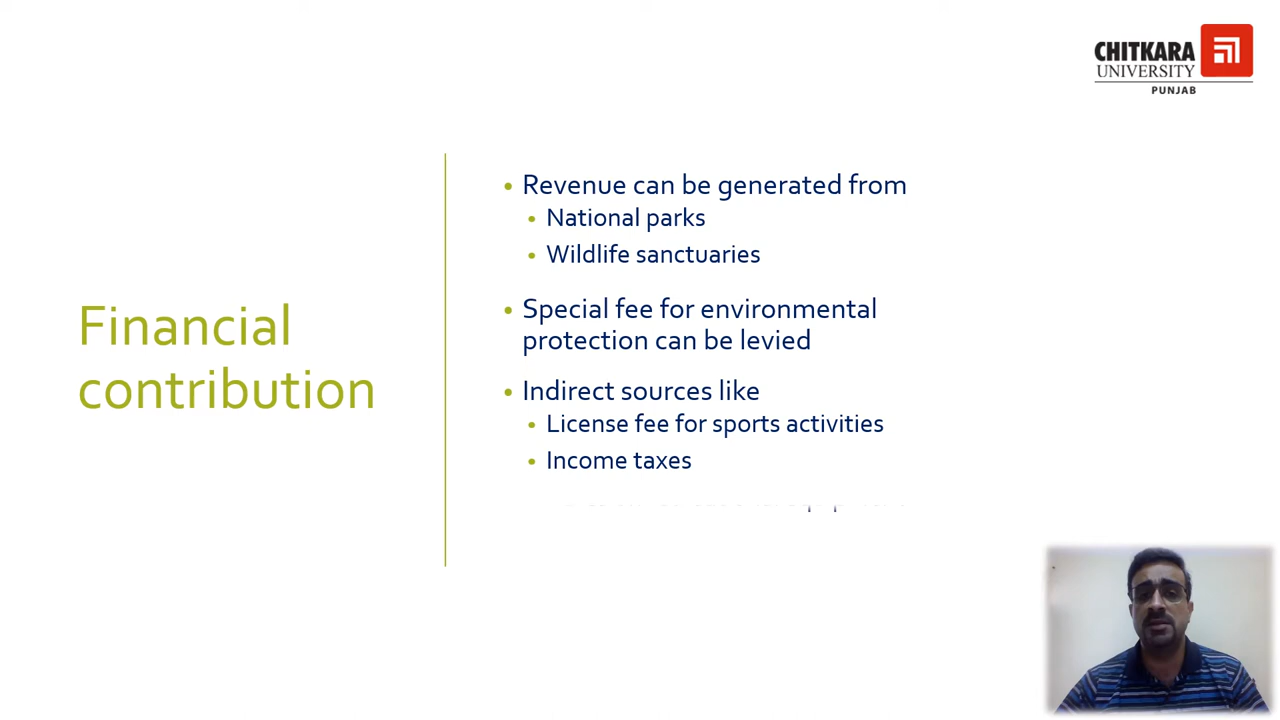 CHITKARA
UNIVERSITY
PUNJAB
Financial
contribution
• Revenue can be generated from
• National parks
• Wildlife sanctuaries
• Special fee for environmental
protection can be levied
• Indirect sources like
• License fee for sports activities
• Income taxes